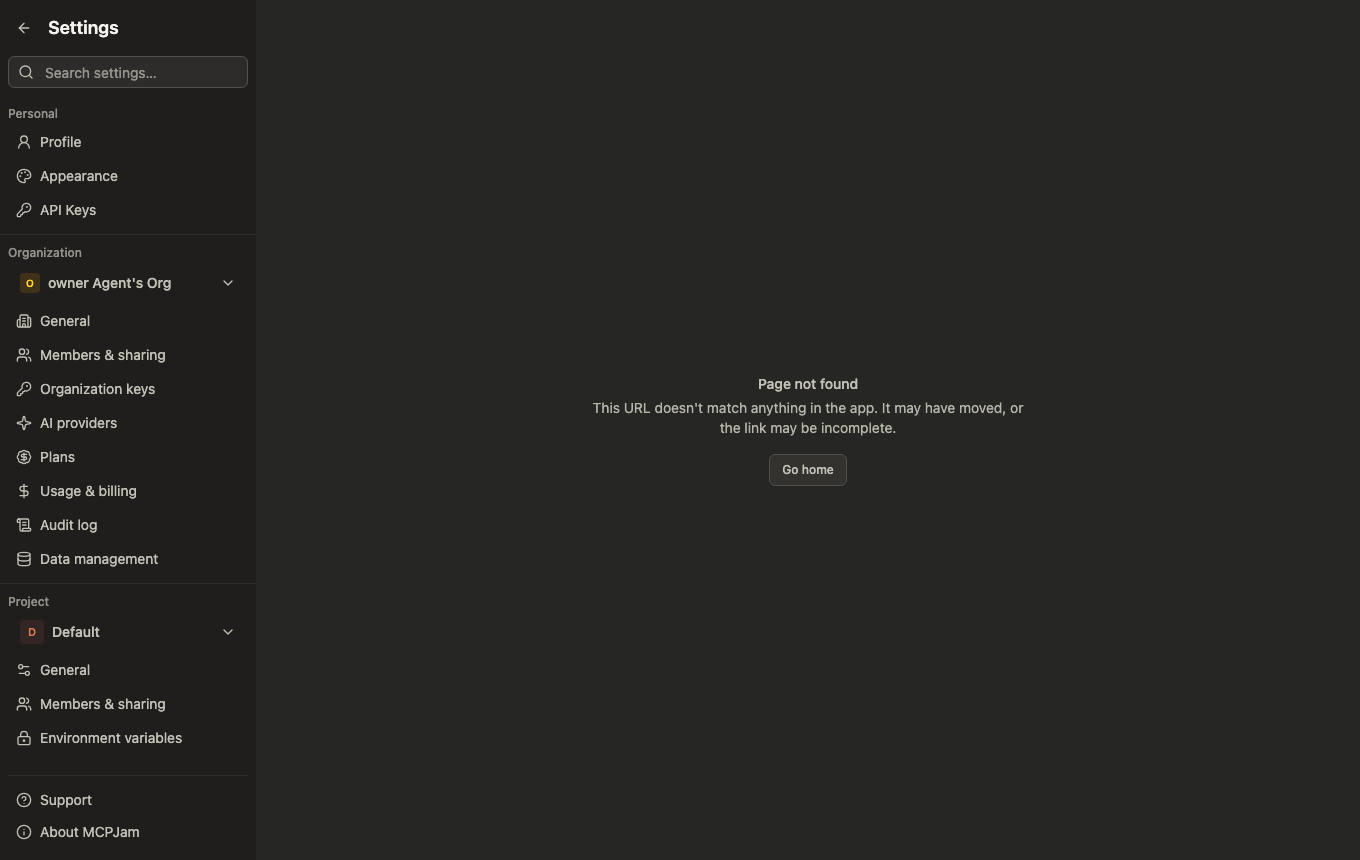 Settings
Search settings...
Personal
Profile
Appearance
API Keys
Organization
O owner Agent's Org
General
Members & sharing
Organization keys
AI providers
Plans
Usage & billing
Audit log
Data management
Project
D Default
General
Members & sharing
Environment variables
Support
About MCPJam
Page not found
This URL doesn't match anything in the app. It may have moved, or
the link may be incomplete.
Go home